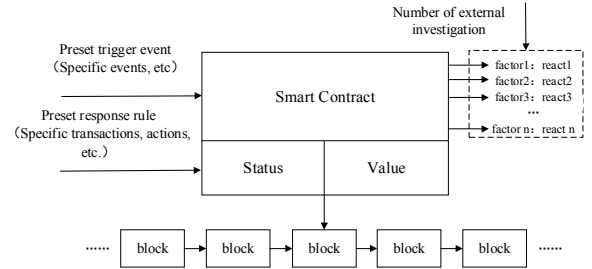 Number of external
investigation
Preset trigger event
（Specific events, etc）
Preset response rule
（Specific transactions, actions,
etc.）
Smart Contract
Status
Value
factor1：react1
factor2：react2
factor3：react3
...
factor n：react n
...... block block block block block ......